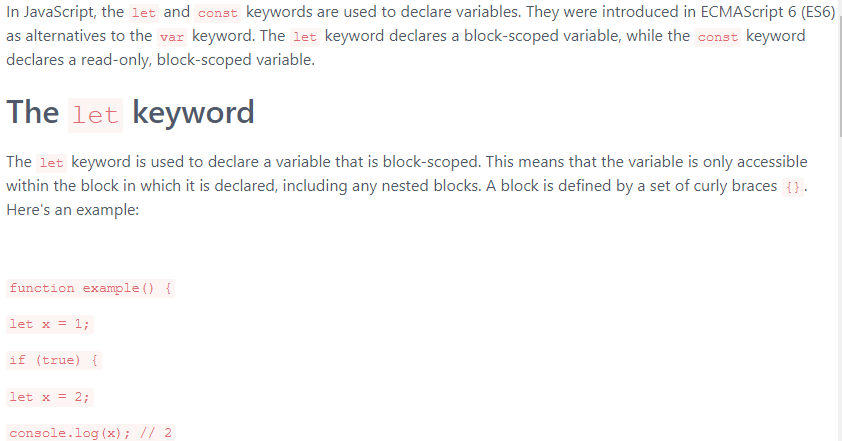 In JavaScript, the let and const keywords are used to declare variables. They were introduced in ECMAScript 6 (ES6)
as alternatives to the var keyword. The let keyword declares a block-scoped variable, while the const keyword
declares a read-only, block-scoped variable.
The let keyword
The let keyword is used to declare a variable that is block-scoped. This means that the variable is only accessible
within the block in which it is declared, including any nested blocks. A block is defined by a set of curly braces {}.
Here's an example:
function example() {
let x = 1;
if (true) {
let x = 2;
console.log(x); // 2